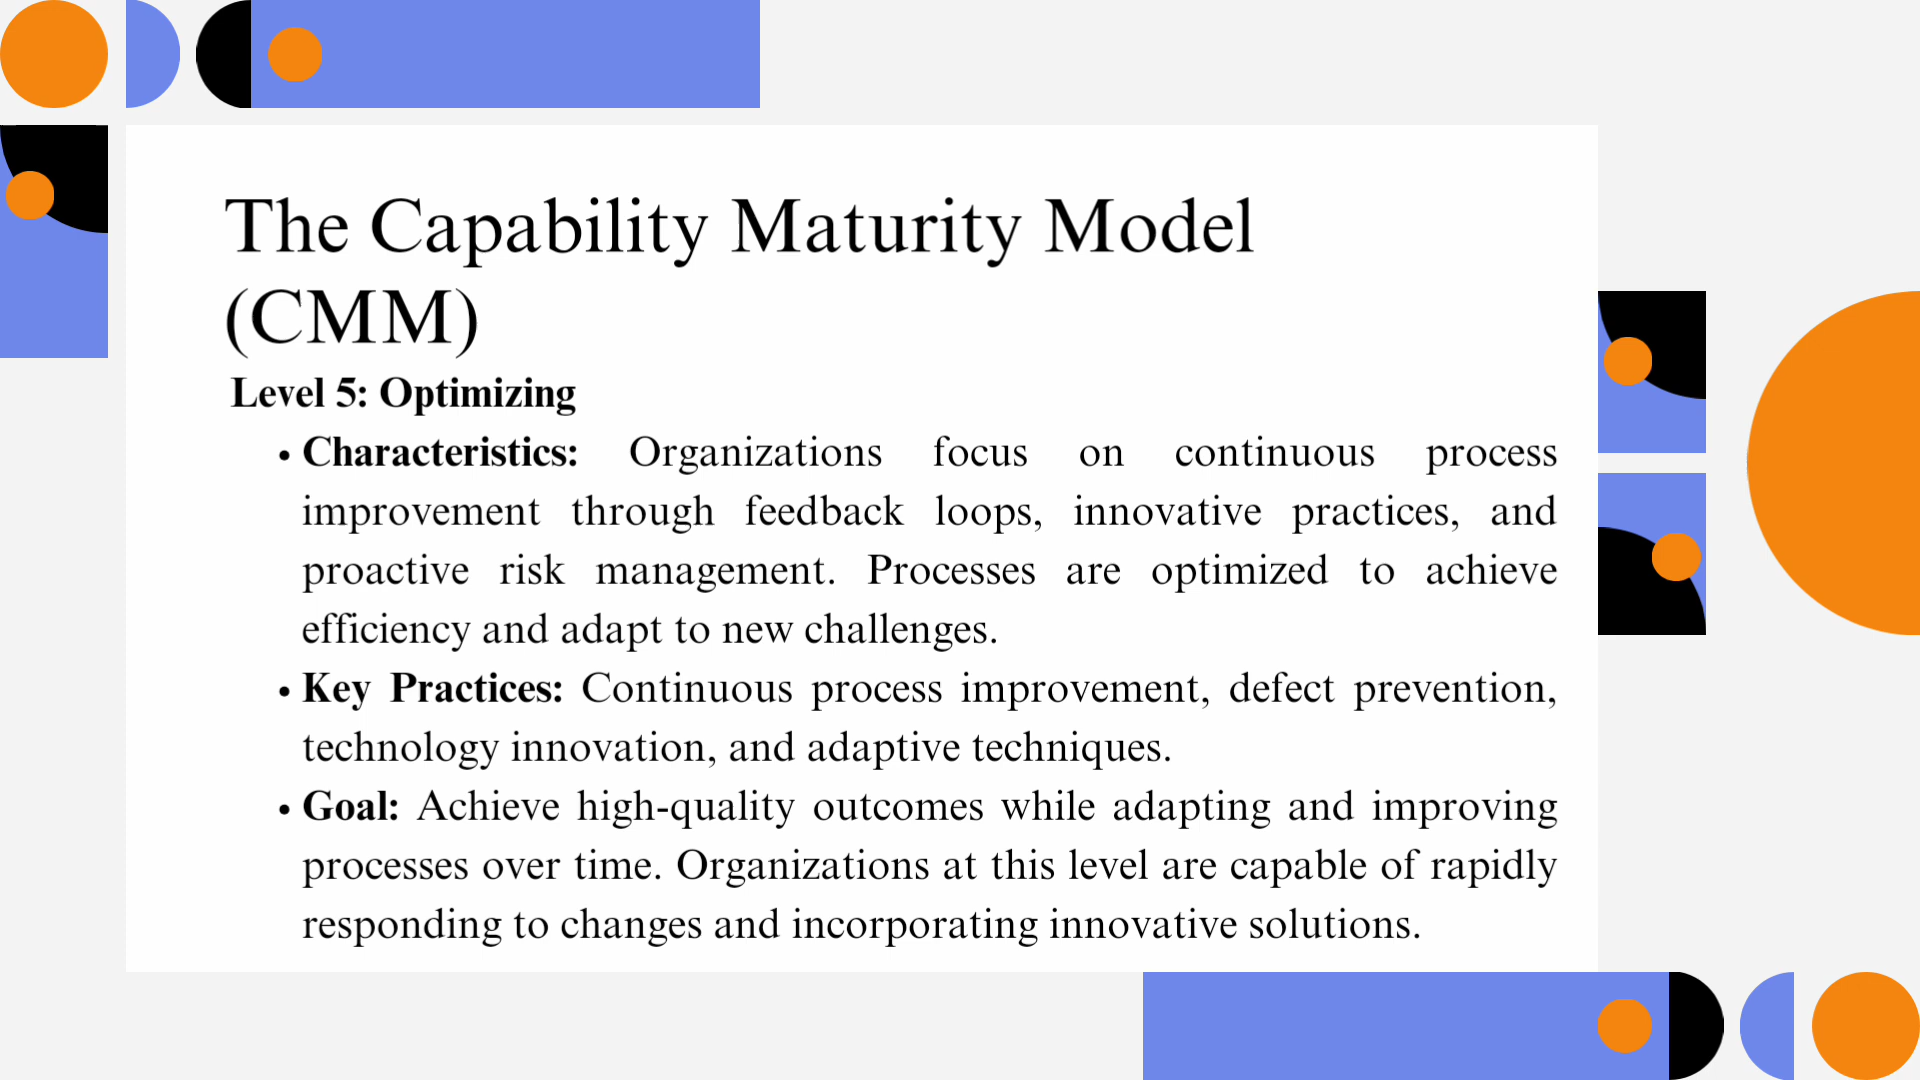 The Capability Maturity Model
(CMM)
Level 5: Optimizing
• Characteristics: Organizations focus on continuous process
improvement through feedback loops, innovative practices, and
proactive risk management. Processes are optimized to achieve
efficiency and adapt to new challenges.
• Key Practices: Continuous process improvement, defect prevention,
technology innovation, and adaptive techniques.
• Goal: Achieve high-quality outcomes while adapting and improving
processes over time. Organizations at this level are capable of rapidly
responding to changes and incorporating innovative solutions.